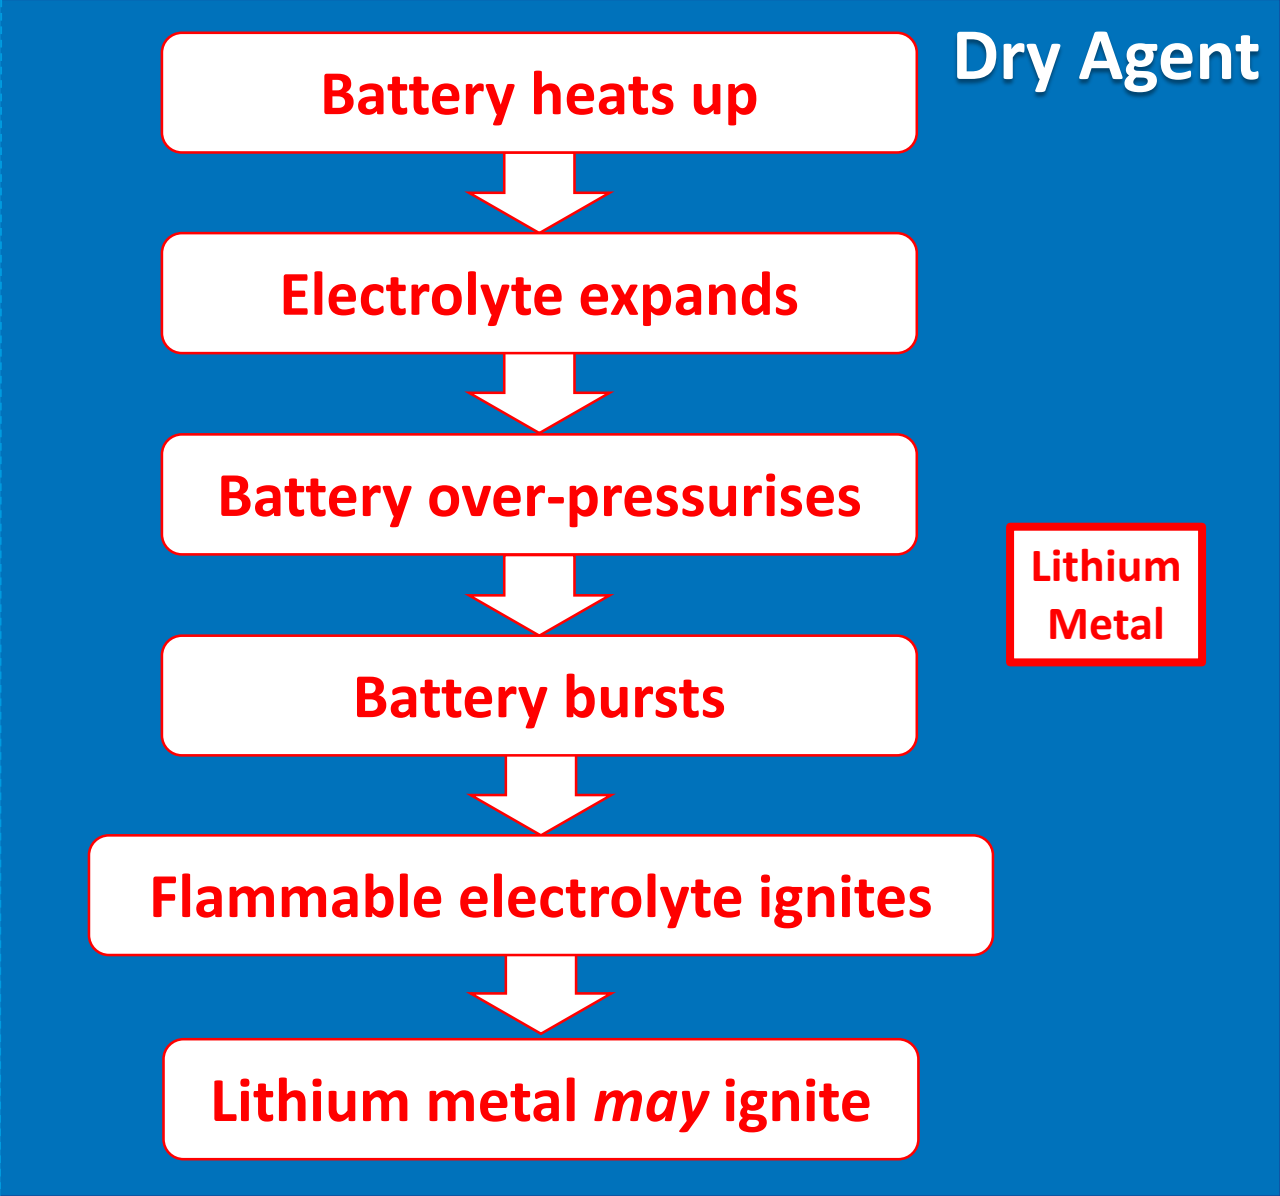 Dry Agent
Battery heats up
Electrolyte expands
Battery over-pressurises
Lithium
Metal
Battery bursts
Flammable electrolyte ignites
Lithium metal may ignite